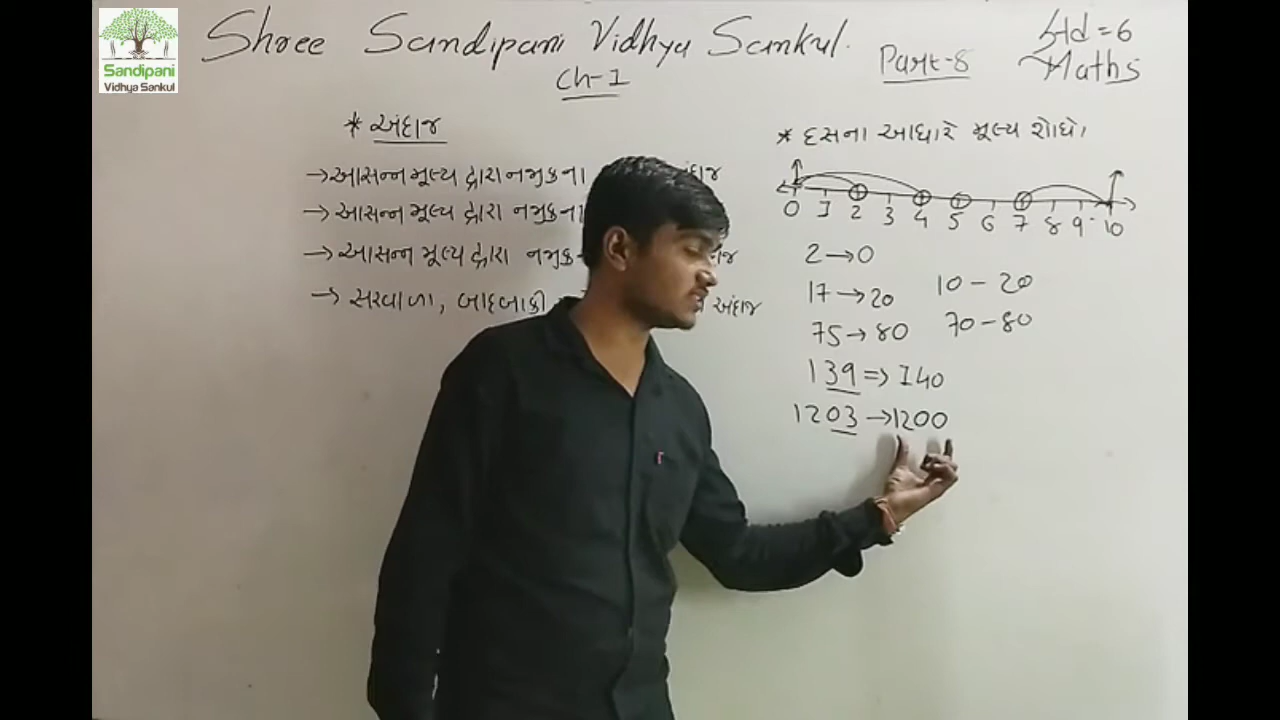 Sandipani
Vidhya Sankul
Shree Sandipani Vidhya Sankul.
Ch-1
Part-8
Std = 6
Maths
* અંદાજ
→ આસન્નમૂલ્ય દ્વારા નજીકના
→ આસન્નમૂલ્ય દ્વારા નજીકના
→ આસન્ન મૂલ્ય દ્વારા
→ સરવાળા, બાદબાકી અંદાજ
* દસના આધારે મૂલ્ય શોધો.
0 1 2 3 4 5 6 7 8 9 10
2 → 0
17 → 20 10 - 20
75 → 80 70 - 80
139 => 140
1203 → 1200